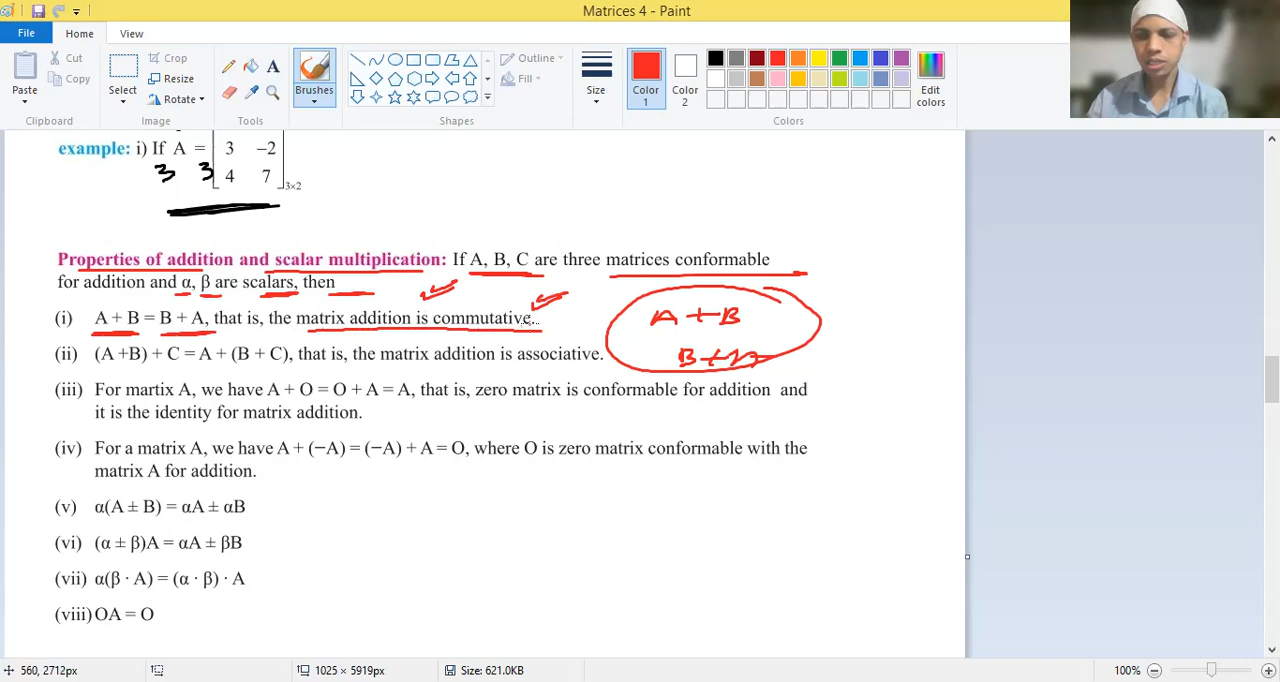 Matrices 4 - Paint
File Home View
Paste
Cut
Copy
Clipboard
Select
Crop
Resize
Rotate
Image
A
Tools
Brushes
Outline
Fill
Shapes
Size
Color 1
Color 2
Edit colors
Colors
example: i) If A = 3 −2
3 3 4 7 3×2
Properties of addition and scalar multiplication: If A, B, C are three matrices conformable
for addition and α, β are scalars, then
(i) A + B = B + A, that is, the matrix addition is commutative. A + B
(ii) (A +B) + C = A + (B + C), that is, the matrix addition is associative. B + A
(iii) For martix A, we have A + O = O + A = A, that is, zero matrix is conformable for addition and
it is the identity for matrix addition.
(iv) For a matrix A, we have A + (−A) = (−A) + A = O, where O is zero matrix conformable with the
matrix A for addition.
(v) α(A ± B) = αA ± αB
(vi) (α ± β)A = αA ± βB
(vii) α(β · A) = (α · β) · A
(viii) OA = O
560, 2712px 1025 × 5919px Size: 621.0KB 100%